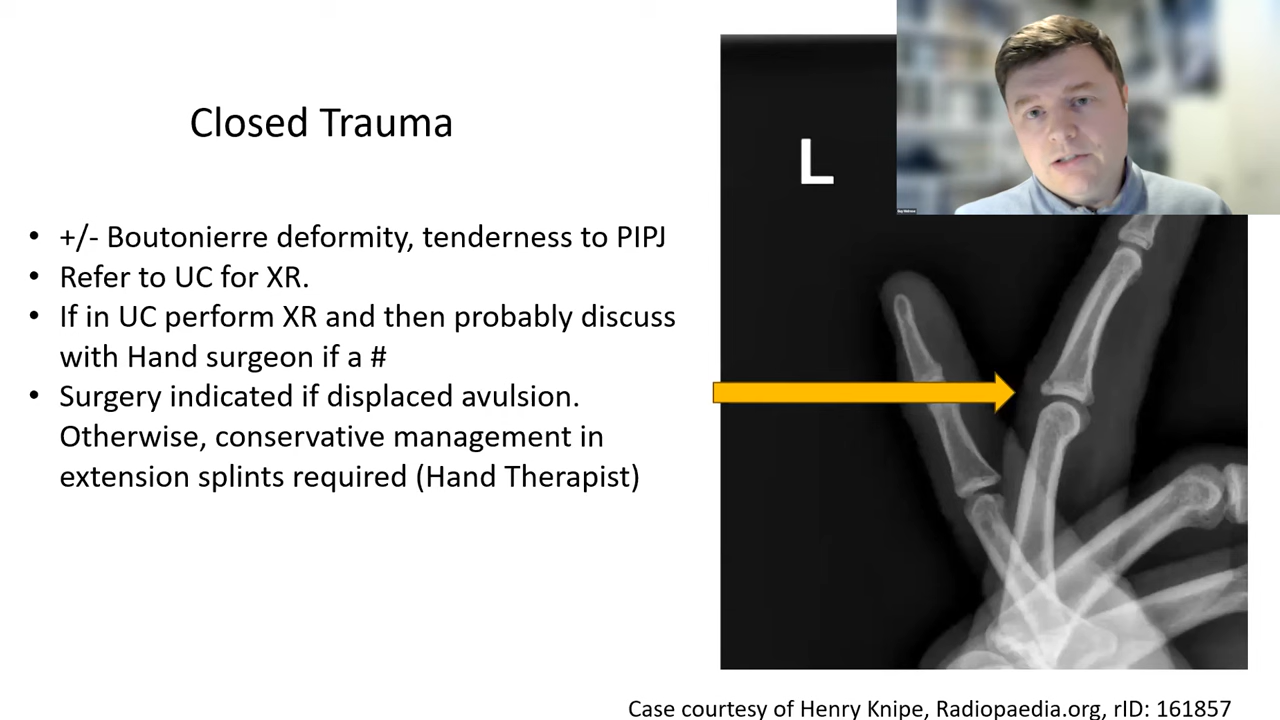 Closed Trauma
L
• +/- Boutonierre deformity, tenderness to PIPJ
• Refer to UC for XR.
• If in UC perform XR and then probably discuss
with Hand surgeon if a #
• Surgery indicated if displaced avulsion.
Otherwise, conservative management in
extension splints required (Hand Therapist)
Case courtesy of Henry Knipe, Radiopaedia.org, rID: 161857